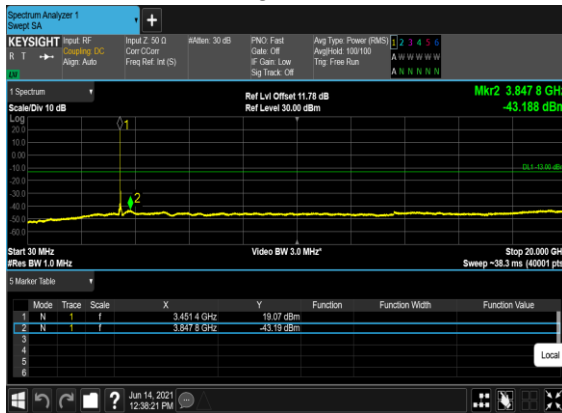 Spectrum Analyzer 1
Swept SA
KEYSIGHT Input: RF Input Z: 50 Ω #Atten: 30 dB PNO: Fast Avg Type: Power (RMS) 1 2 3 4 5 6
R T Coupling: DC Corr CCorr Gate: Off Avg|Hold: 100/100 A W W W W W
Align: Auto Freq Ref: Int (S) IF Gain: Low Trig: Free Run
Sig Track: Off A N N N N N
1 Spectrum Ref Lvl Offset 11.78 dB Mkr2 3.847 8 GHz
Scale/Div 10 dB Ref Level 30.00 dBm -43.188 dBm
Log
20.0
10.0
0.00
-10.0
-20.0
-30.0
-40.0
-50.0
-60.0
1
2
DL1 -13.00 dB
Start 30 MHz Video BW 3.0 MHz* Stop 20.000 GH
#Res BW 1.0 MHz Sweep ~38.3 ms (40001 pts
5 Marker Table
Mode Trace Scale X Y Function Function Width Function Value
1 N 1 f 3.451 4 GHz 19.07 dBm
2 N 1 f 3.847 8 GHz -43.19 dBm
3
4
5
6
Local
? Jun 14, 2021
12:38:21 PM